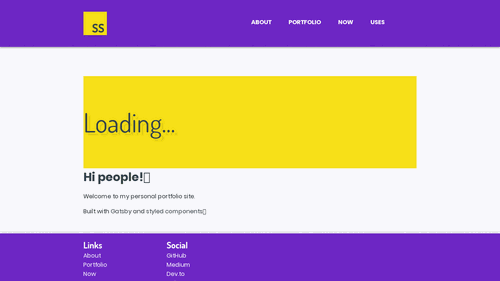 SS
ABOUT PORTFOLIO NOW USES
Loading...
Hi people!
Welcome to my personal portfolio site.
Built with Gatsby and styled components
Links Social
About GitHub
Portfolio Medium
Now Dev.to